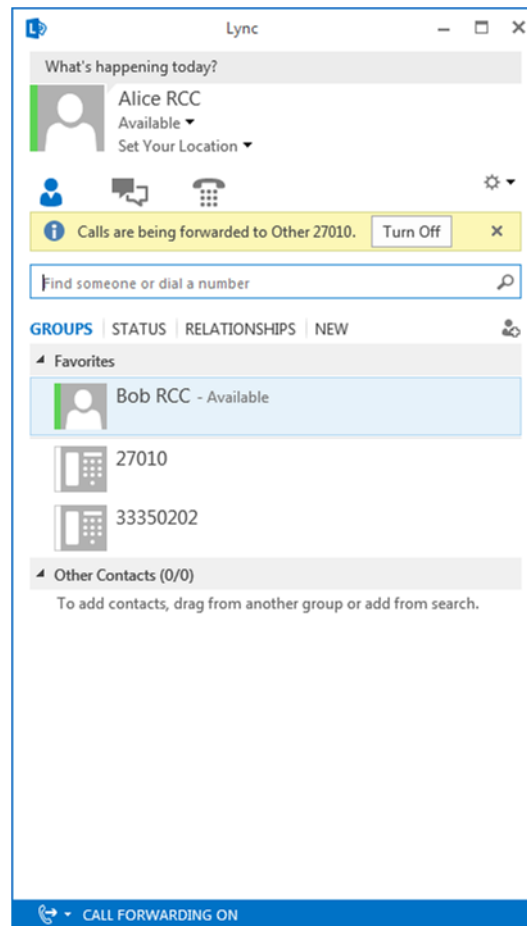 Lync
What's happening today?
Alice RCC
Available
Set Your Location
Calls are being forwarded to Other 27010. Turn Off
Find someone or dial a number
GROUPS STATUS RELATIONSHIPS NEW
Favorites
Bob RCC - Available
27010
33350202
Other Contacts (0/0)
To add contacts, drag from another group or add from search.
CALL FORWARDING ON